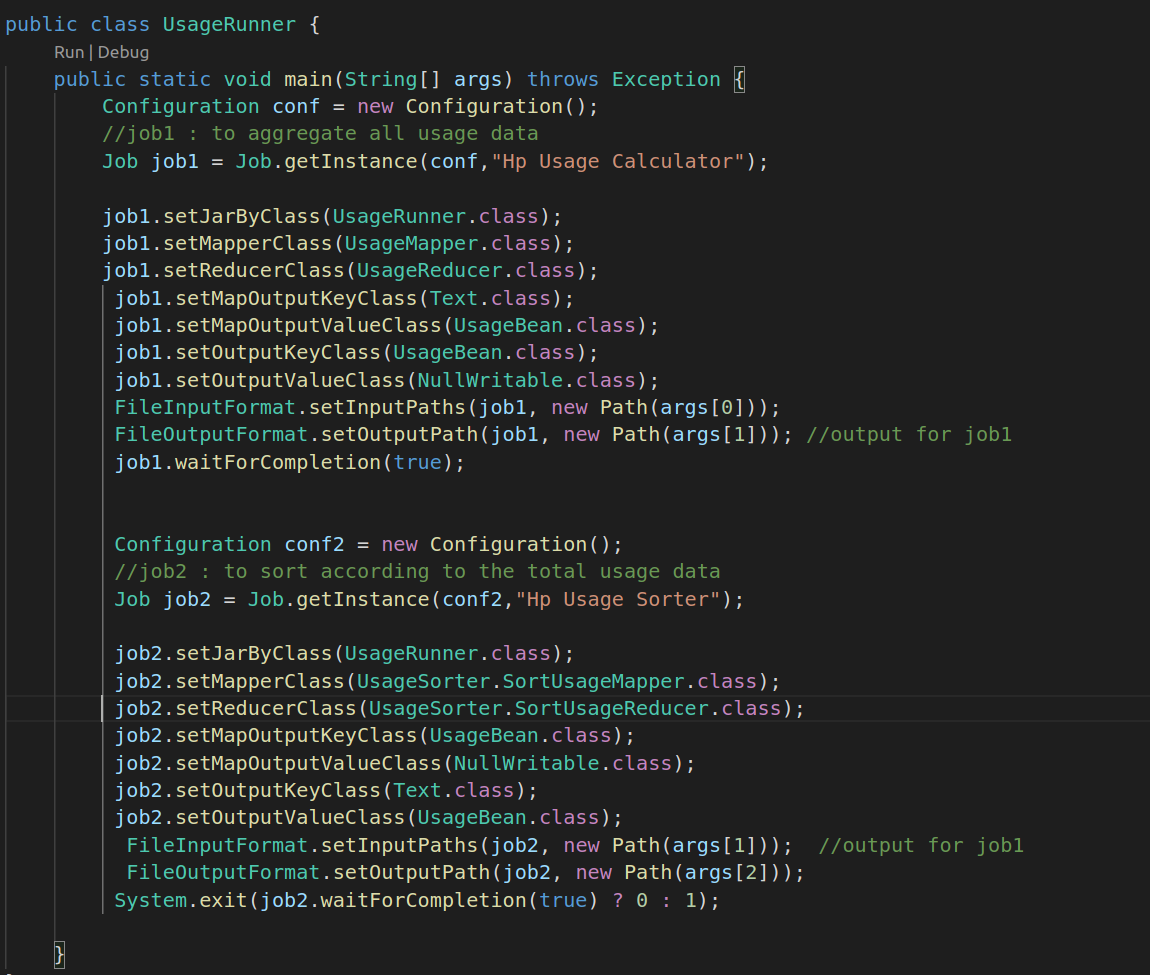 public class UsageRunner {
Run | Debug
public static void main(String[] args) throws Exception {
Configuration conf = new Configuration();
//job1 : to aggregate all usage data
Job job1 = Job.getInstance(conf,"Hp Usage Calculator");
job1.setJarByClass(UsageRunner.class);
job1.setMapperClass(UsageMapper.class);
job1.setReducerClass(UsageReducer.class);
job1.setMapOutputKeyClass(Text.class);
job1.setMapOutputValueClass(UsageBean.class);
job1.setOutputKeyClass(UsageBean.class);
job1.setOutputValueClass(NullWritable.class);
FileInputFormat.setInputPaths(job1, new Path(args[0]));
FileOutputFormat.setOutputPath(job1, new Path(args[1])); //output for job1
job1.waitForCompletion(true);
Configuration conf2 = new Configuration();
//job2 : to sort according to the total usage data
Job job2 = Job.getInstance(conf2,"Hp Usage Sorter");
job2.setJarByClass(UsageRunner.class);
job2.setMapperClass(UsageSorter.SortUsageMapper.class);
job2.setReducerClass(UsageSorter.SortUsageReducer.class);
job2.setMapOutputKeyClass(UsageBean.class);
job2.setMapOutputValueClass(NullWritable.class);
job2.setOutputKeyClass(Text.class);
job2.setOutputValueClass(UsageBean.class);
FileInputFormat.setInputPaths(job2, new Path(args[1]));  //output for job1
FileOutputFormat.setOutputPath(job2, new Path(args[2]));
System.exit(job2.waitForCompletion(true) ? 0 : 1);
}